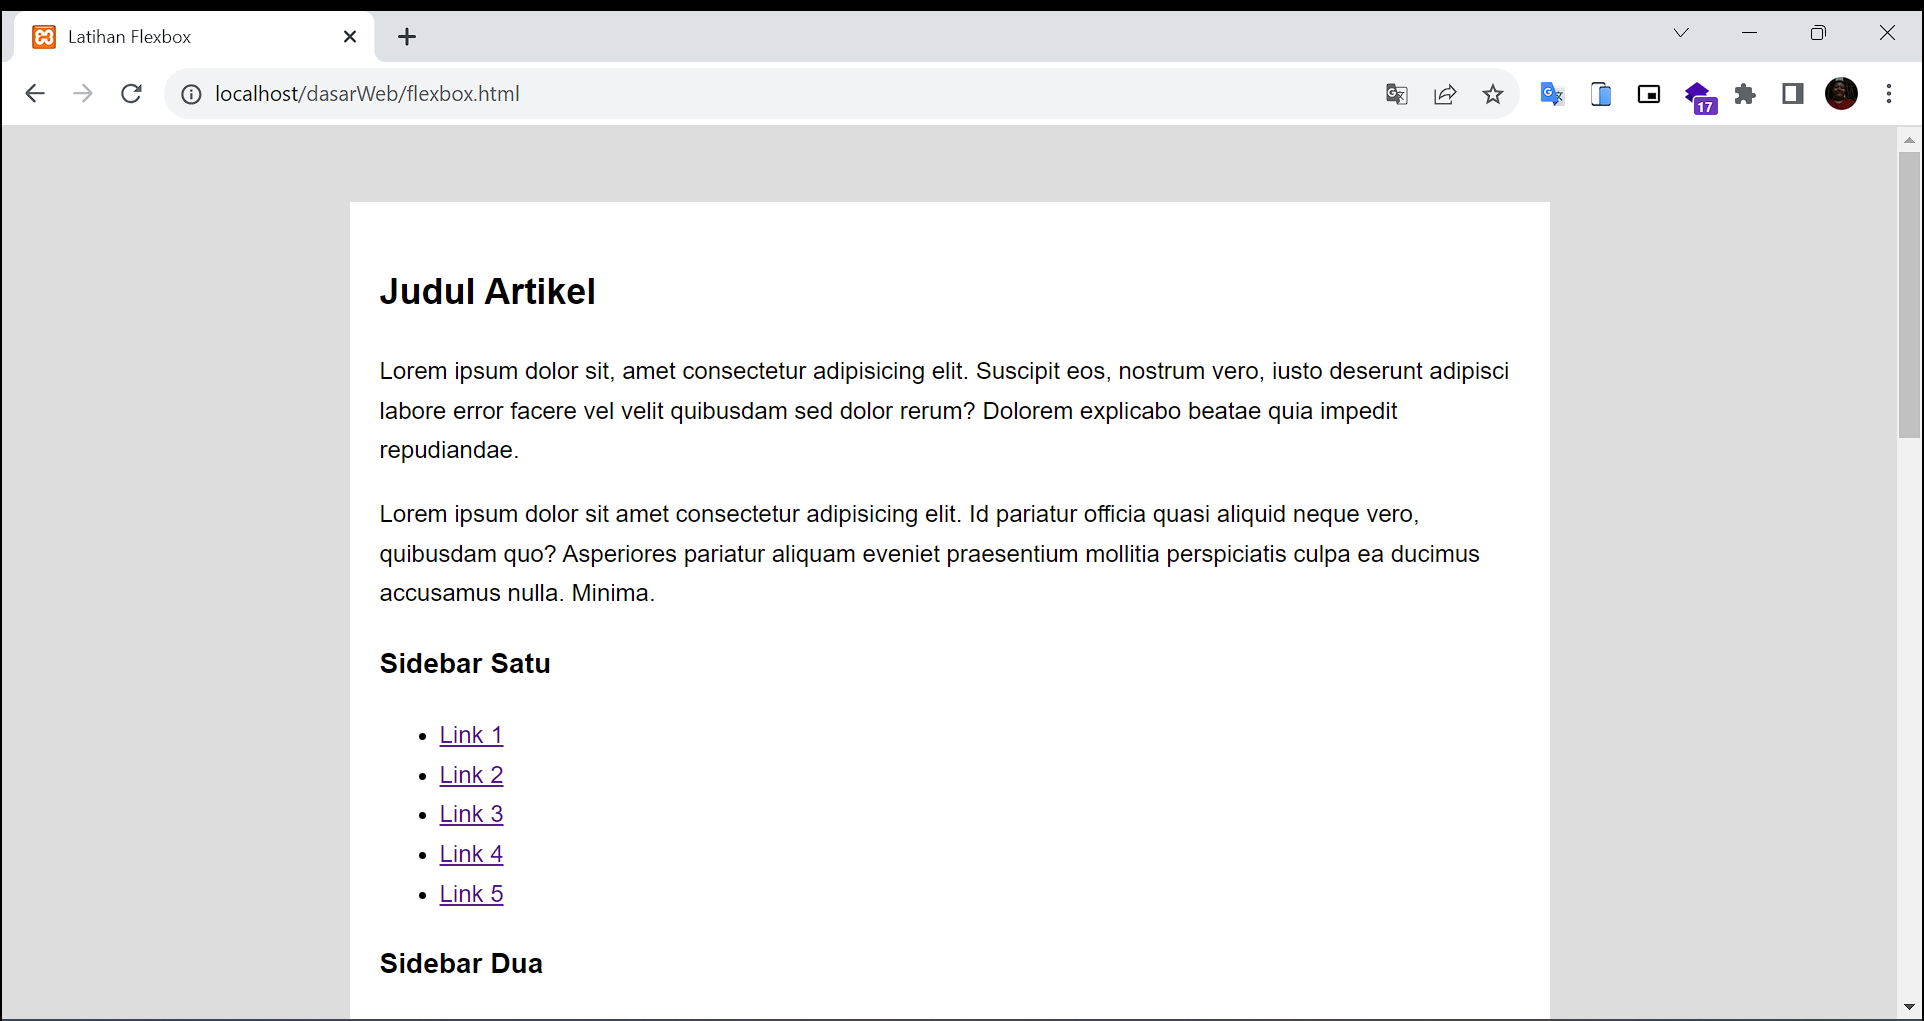 Latihan Flexbox
localhost/dasarWeb/flexbox.html
17
Judul Artikel
Lorem ipsum dolor sit, amet consectetur adipisicing elit. Suscipit eos, nostrum vero, iusto deserunt adipisci
labore error facere vel velit quibusdam sed dolor rerum? Dolorem explicabo beatae quia impedit
repudiandae.
Lorem ipsum dolor sit amet consectetur adipisicing elit. Id pariatur officia quasi aliquid neque vero,
quibusdam quo? Asperiores pariatur aliquam eveniet praesentium mollitia perspiciatis culpa ea ducimus
accusamus nulla. Minima.
Sidebar Satu
Link 1
Link 2
Link 3
Link 4
Link 5
Sidebar Dua